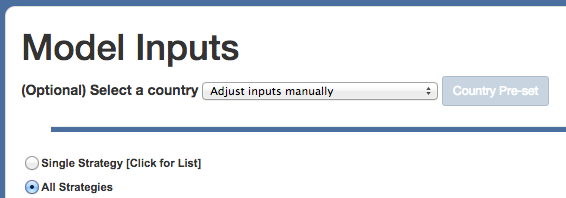 Model Inputs
(Optional) Select a country Adjust inputs manually Country Pre-set
Single Strategy [Click for List]
All Strategies